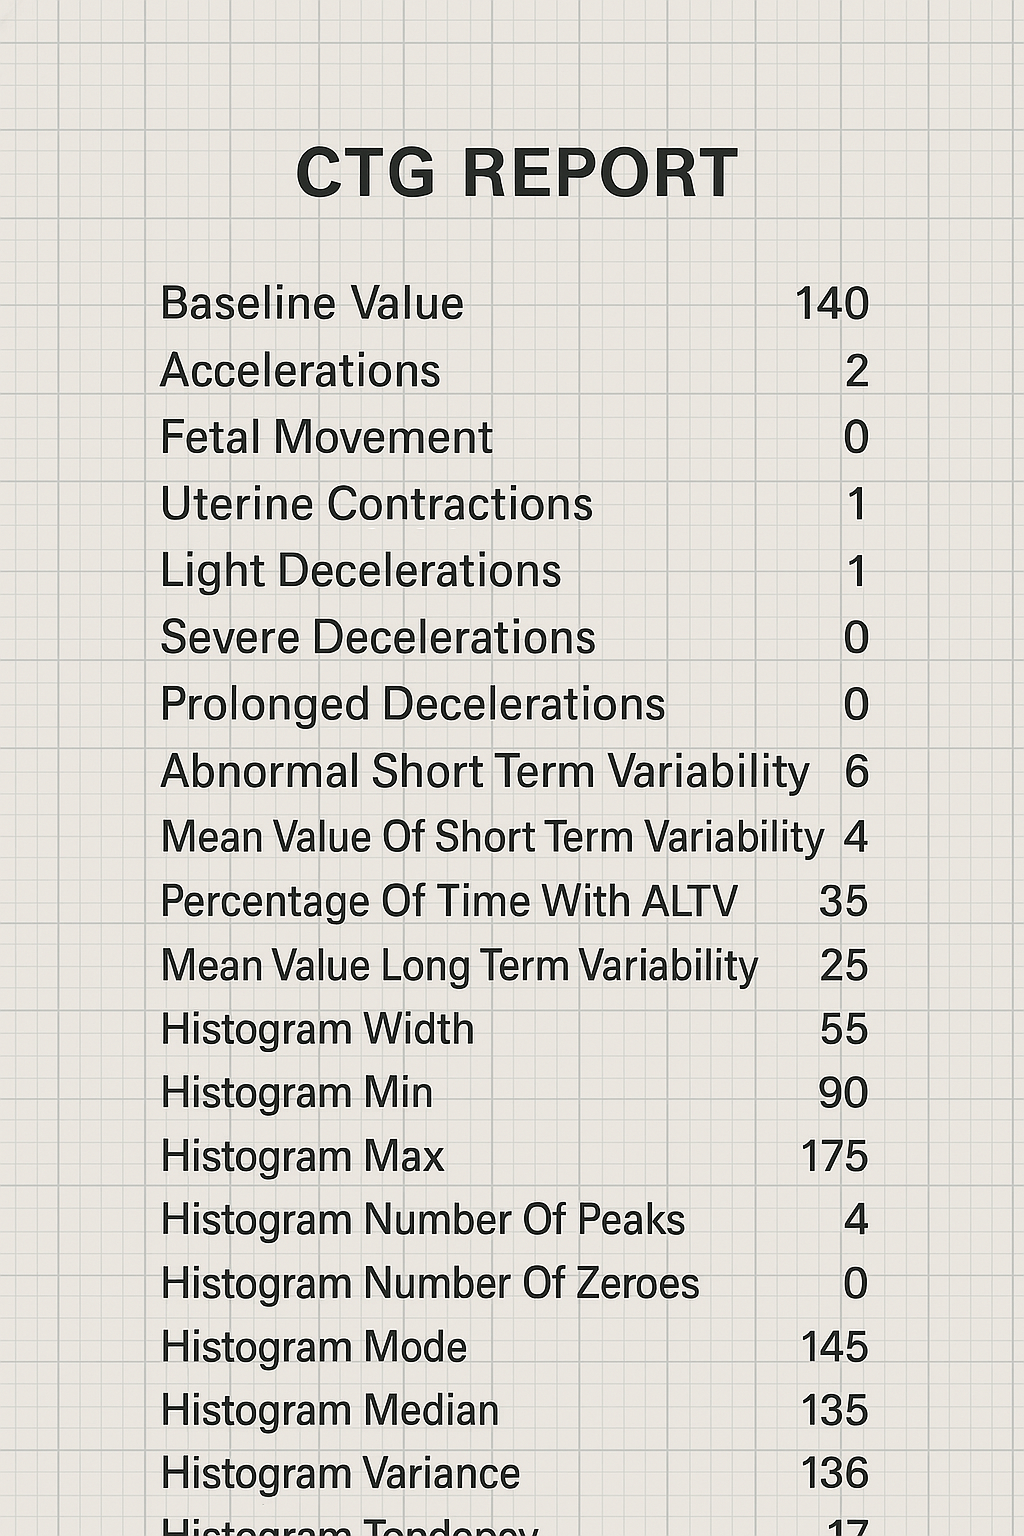 CTG REPORT
Baseline Value 140
Accelerations 2
Fetal Movement 0
Uterine Contractions 1
Light Decelerations 1
Severe Decelerations 0
Prolonged Decelerations 0
Abnormal Short Term Variability 6
Mean Value Of Short Term Variability 4
Percentage Of Time With ALTV 35
Mean Value Long Term Variability 25
Histogram Width 55
Histogram Min 90
Histogram Max 175
Histogram Number Of Peaks 4
Histogram Number Of Zeroes 0
Histogram Mode 145
Histogram Median 135
Histogram Variance 136
Histogram 17